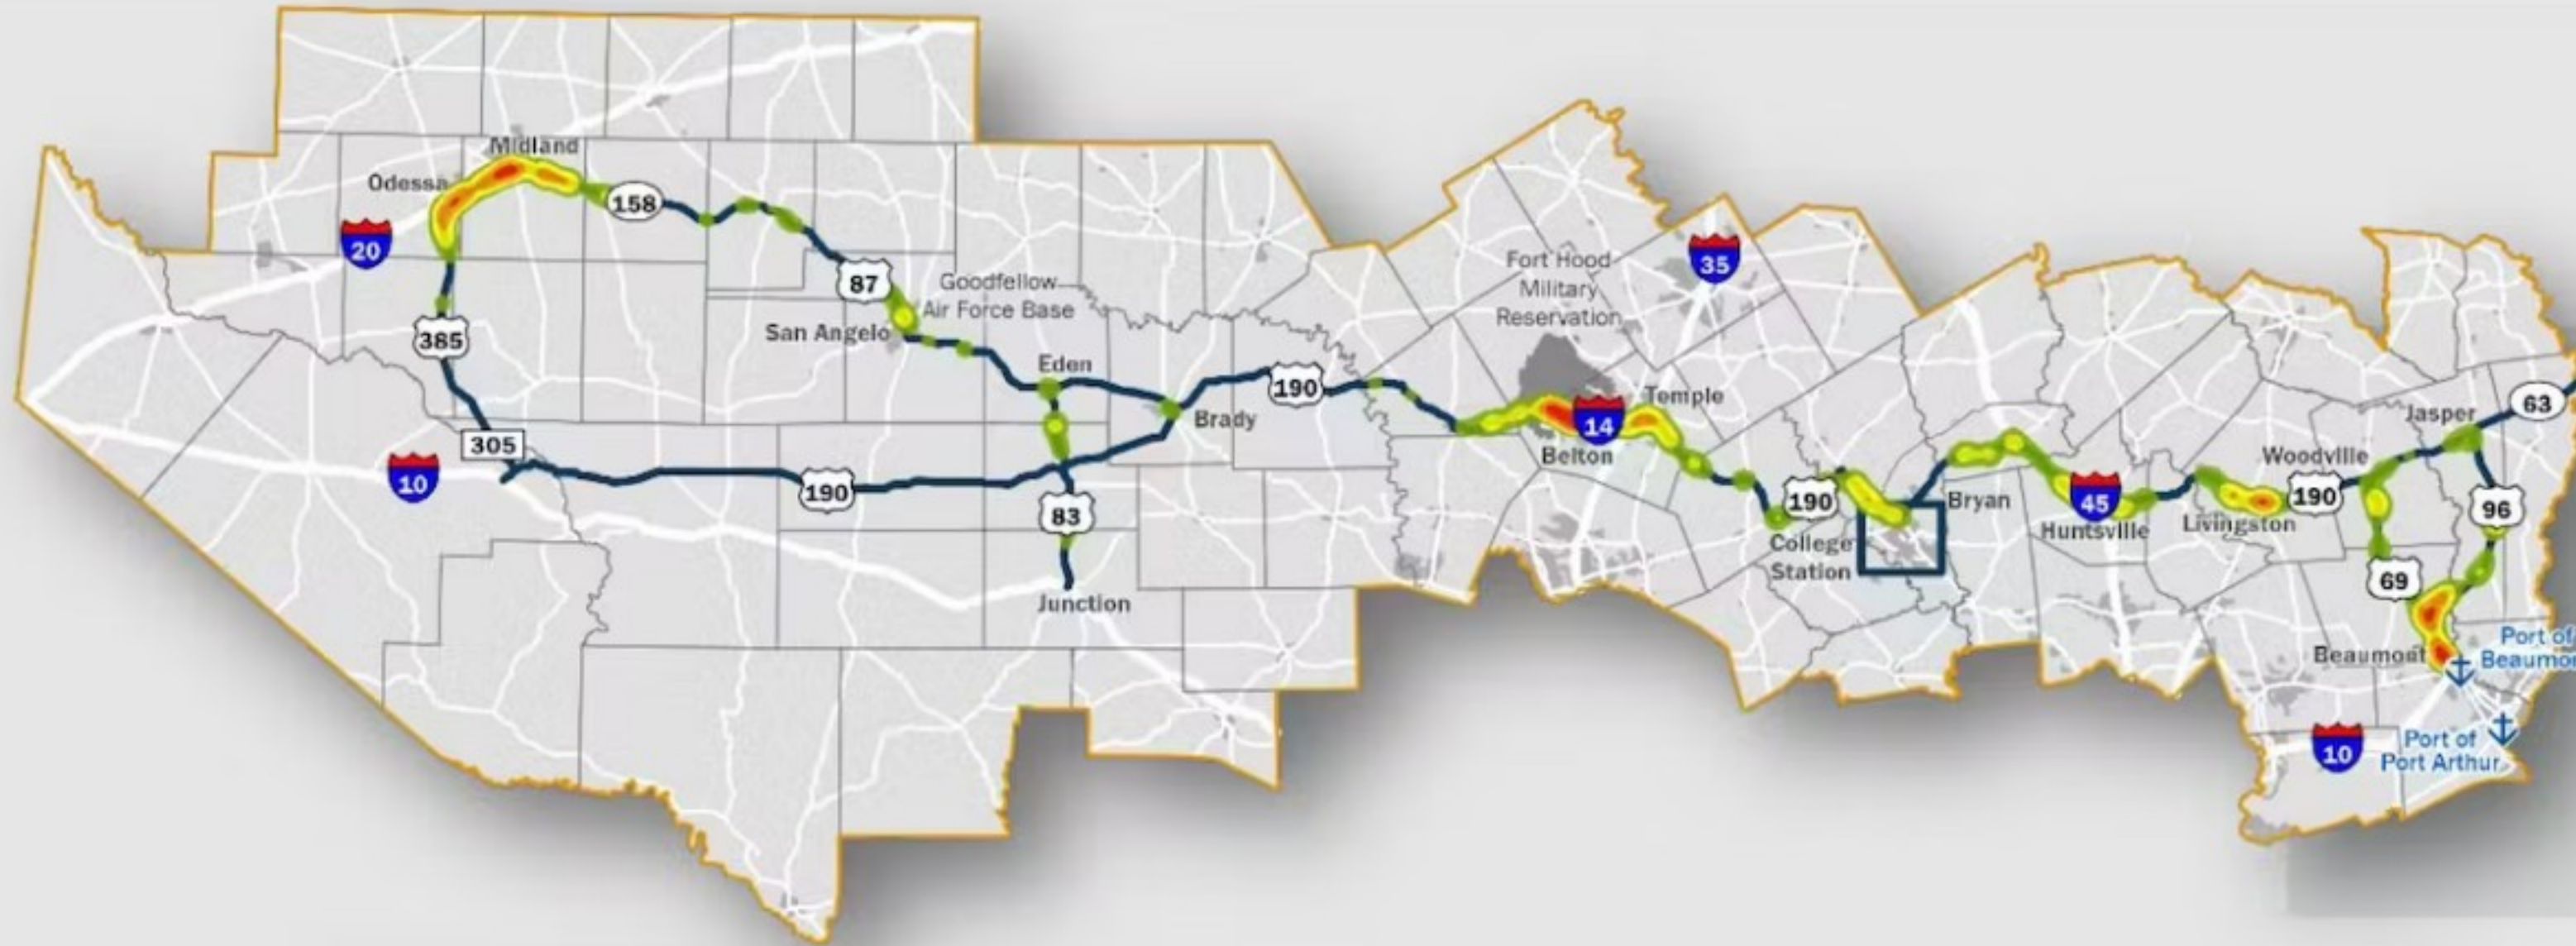 Midland
Odessa
158
20
87
Goodfellow
Air Force Base
San Angelo
385
Eden
305
10
190
Brady
190
83
Junction
Fort Hood
Military
Reservation
35
Temple
14
Belton
190
College
Station
Bryan
45
Huntsville
Livingston
Woodville
190
Jasper
63
96
69
Beaumont
Port of
10
Port of
Port Arthur